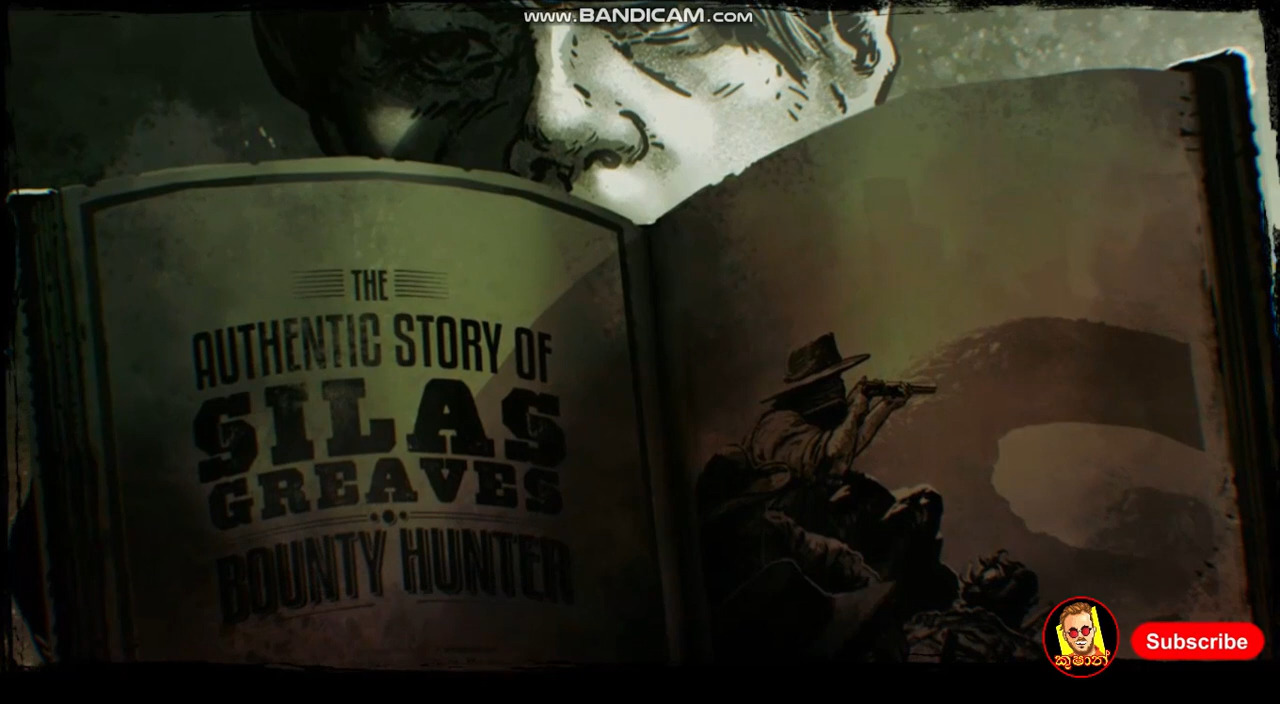 www.BANDICAM.com
THE
AUTHENTIC STORY OF
SILAS
GREAVES
BOUNTY HUNTER
කුෂාන්
Subscribe